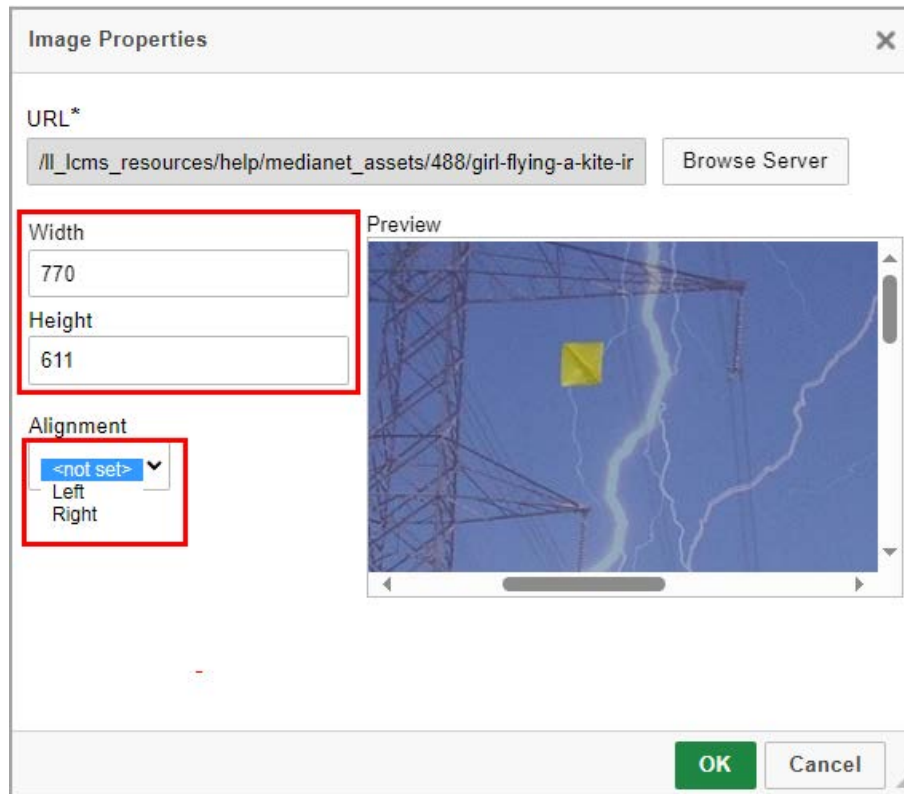 Image Properties
URL*
/ll_lcms_resources/help/medianet_assets/488/girl-flying-a-kite-ir
Browse Server
Width
770
Height
611
Preview
Alignment
<not set>
Left
Right
OK
Cancel